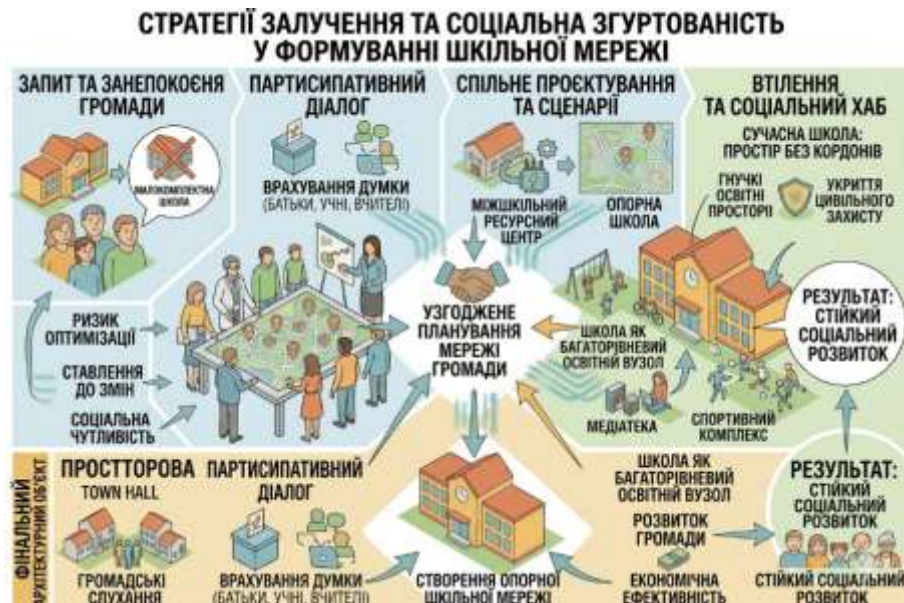 СТРАТЕГІЇ ЗАЛУЧЕННЯ ТА СОЦІАЛЬНА ЗГУРТОВАНІСТЬ
У ФОРМУВАННІ ШКІЛЬНОЇ МЕРЕЖІ
ЗАПИТ ТА ЗАНЕПОКОЄНЯ
ГРОМАДИ
МАЛОКОМПЛЕКТНА
ШКОЛА
РИЗИК
ОПТИМІЗАЦІЇ
СТАВЛЕННЯ
ДО ЗМІН
СОЦІАЛЬНА
ЧУТЛИВІСТЬ
ПАРТИСИПАТИВНИЙ
ДІАЛОГ
ВРАХУВАННЯ ДУМКИ
(БАТЬКИ, УЧНІ, ВЧИТЕЛІ)
СПІЛЬНЕ ПРОЄКТУВАННЯ
ТА СЦЕНАРІЇ
МІЖШКІЛЬНИЙ
РЕСУРСНИЙ
ЦЕНТР
ОПОРНА
ШКОЛА
УЗГОДЖЕНЕ
ПЛАНУВАННЯ
МЕРЕЖІ
ГРОМАДИ
ВТІЛЕННЯ
ТА СОЦІАЛЬНИЙ ХАБ
СУЧАСНА ШКОЛА:
ПРОСТІР БЕЗ КОРДОНІВ
ГНУЧКІ
ОСВІТНІ
ПРОСТОРІЇ
УКРИТТЯ
ЦИВІЛЬНОГО
ЗАХИСТУ
РЕЗУЛЬТАТ:
СТІЙКИЙ
СОЦІАЛЬНИЙ
РОЗВИТОК
ШКОЛА ЯК
БАГАТОРІВНЕВИЙ
ОСВІТНІЙ ВУЗОЛ
МЕДІАТЕКА
СПОРТИВНИЙ
КОМПЛЕКС
ФІНАЛЬНИЙ
АРХІТЕКТУРНИЙ ОБ'ЄКТ
ПРОСТТОРОВА
TOWN HALL
ГРОМАДСЬКІ
СЛУХАННЯ
ПАРТИСИПАТИВНИЙ
ДІАЛОГ
ВРАХУВАННЯ ДУМКИ
(БАТЬКИ, УЧНІ, ВЧИТЕЛІ)
СТВОРЕННЯ ОПОРНОЇ
ШКІЛЬНОЇ МЕРЕЖІ
ШКОЛА ЯК
БАГАТОРІВНЕВИЙ
ОСВІТНІЙ ВУЗОЛ
РОЗВИТОК
ГРОМАДИ
ЕКОНОМІЧНА
ЕФЕКТИВНІСТЬ
РЕЗУЛЬТАТ:
СТІЙКИЙ
СОЦІАЛЬНИЙ
РОЗВИТОК
СТІЙКИЙ СОЦІАЛЬНИЙ
РОЗВИТОК